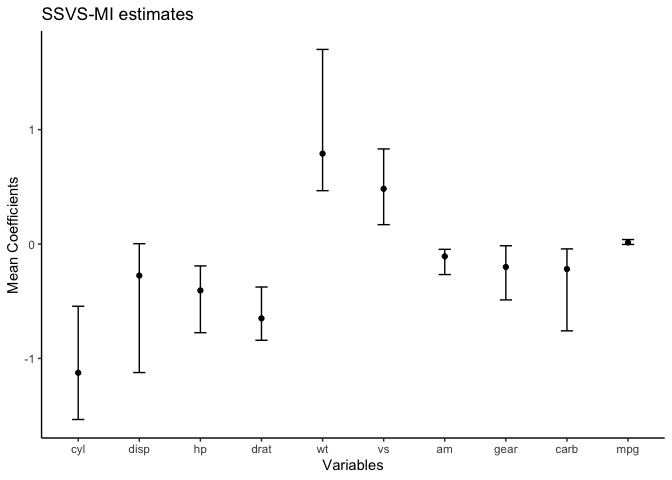 SSVS-MI estimates
Mean Coefficients
1
0
-1
cyl disp hp drat wt vs am gear carb mpg
Variables